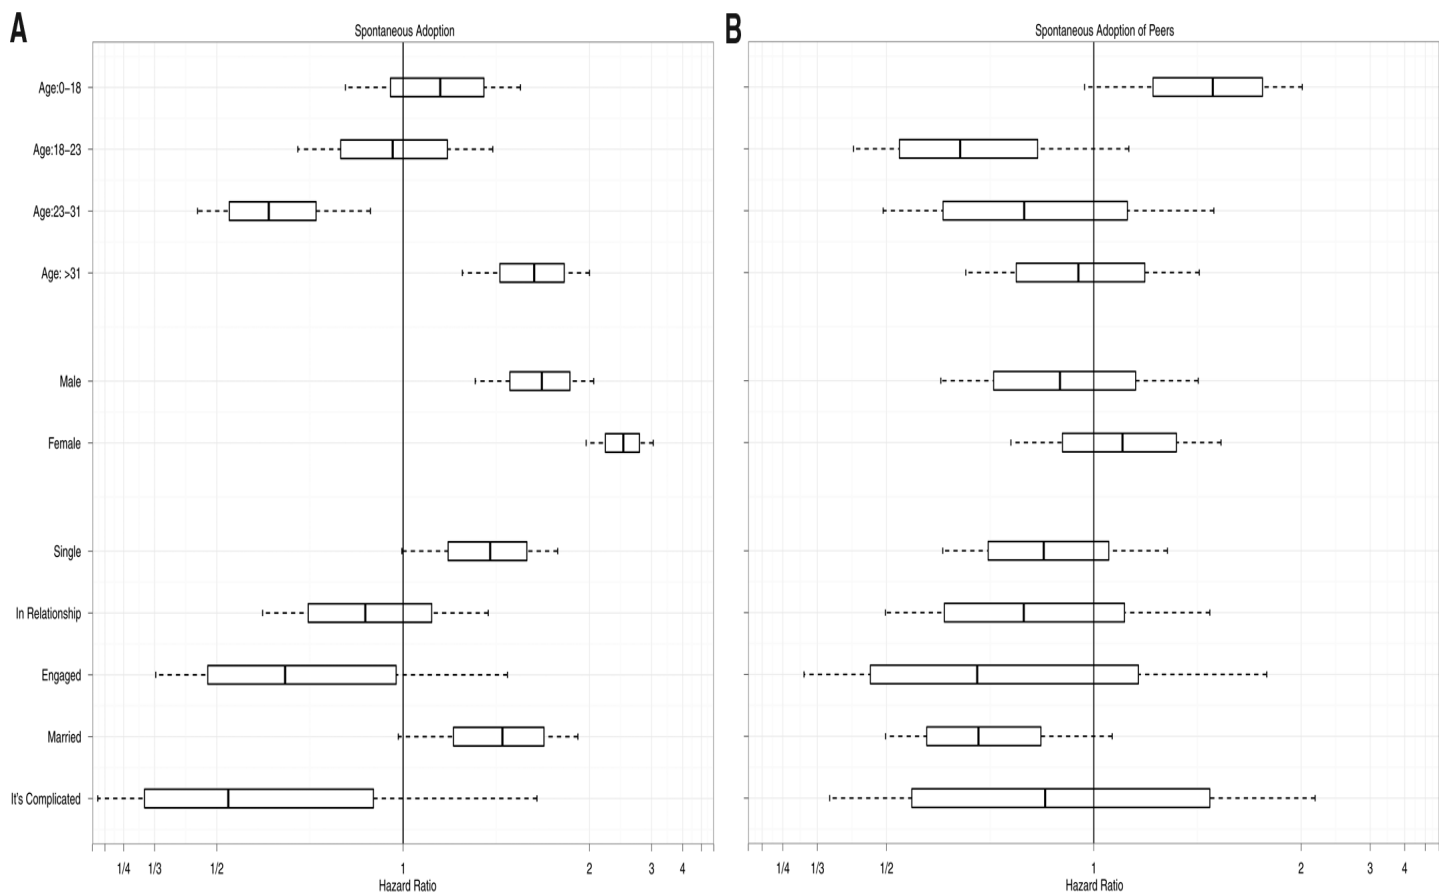 A
Spontaneous Adoption
B
Spontaneous Adoption of Peers
Age:0–18
Age:18–23
Age:23–31
Age: >31
Male
Female
Single
In Relationship
Engaged
Married
It's Complicated
1/4 1/3 1/2 1 2 3 4
1/4 1/3 1/2 1 2 3 4
Hazard Ratio
Hazard Ratio